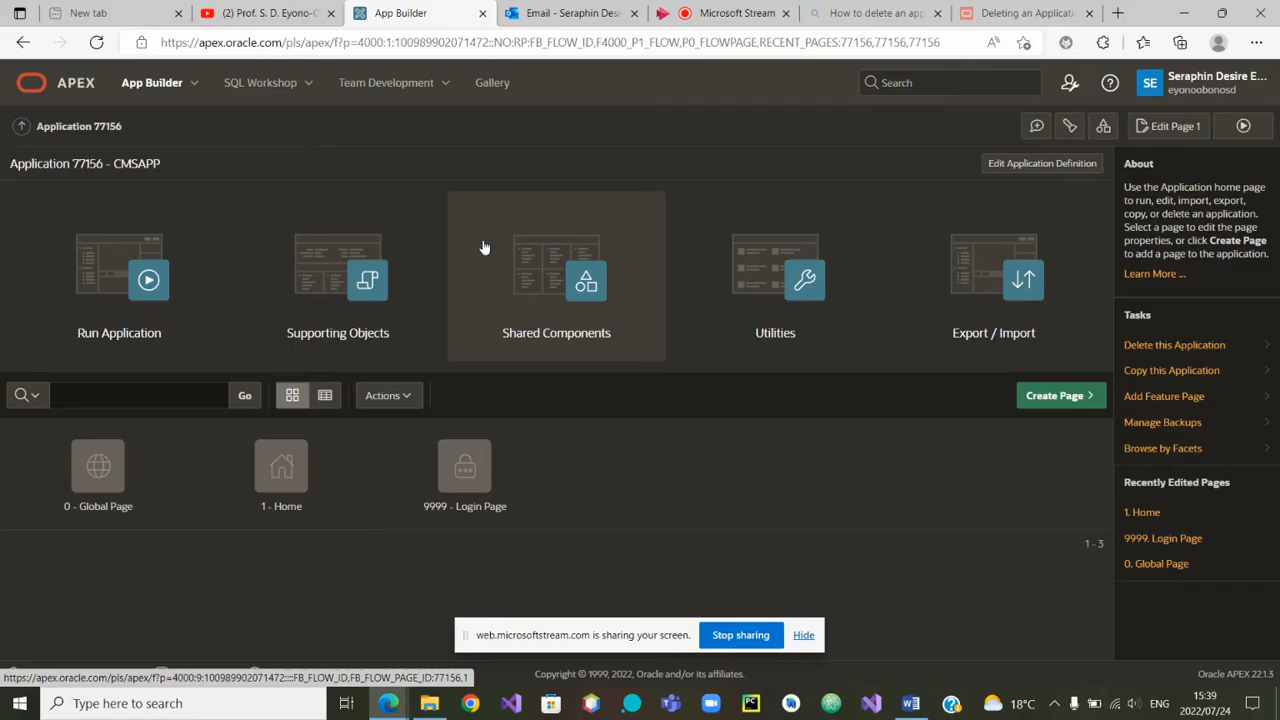 New tab
(2) Prof. S. D. Eyono-C
App Builder
Email - Seraphin Desire E
Microsoft Stream
How to delete an app
Deleting an Applicati
https://apex.oracle.com/pls/apex/f?p=4000:1:100989902071472::NO:RP:FB_FLOW_ID,F4000_P1_FLOW,P0_FLOWPAGE,RECENT_PAGES:77156,77156,77156
APEX
App Builder
SQL Workshop
Team Development
Gallery
Search
SE
Seraphin Desire E...
eyonoobonosd
Application 77156
Edit Page 1
Application 77156 - CMSAPP
Edit Application Definition
Run Application
Supporting Objects
Shared Components
Utilities
Export / Import
Go
Actions
Create Page
0 - Global Page
1 - Home
9999 - Login Page
1 - 3
About
Use the Application home page
to run, edit, import, export,
copy, or delete an application.
Select a page to edit the page
properties, or click Create Page
to add a page to the application.
Learn More ...
Tasks
Delete this Application
Copy this Application
Add Feature Page
Manage Backups
Browse by Facets
Recently Edited Pages
1. Home
9999. Login Page
0. Global Page
web.microsoftstream.com is sharing your screen.
Stop sharing
Hide
https://apex.oracle.com/pls/apex/f?p=4000:9:100989902071472::::FB_FLOW_ID,FB_FLOW_PAGE_ID:77156,1
Copyright © 1999, 2022, Oracle and/or its affiliates.
Oracle APEX 22.1.3
Type here to search
18°C
15:39
2022/07/24